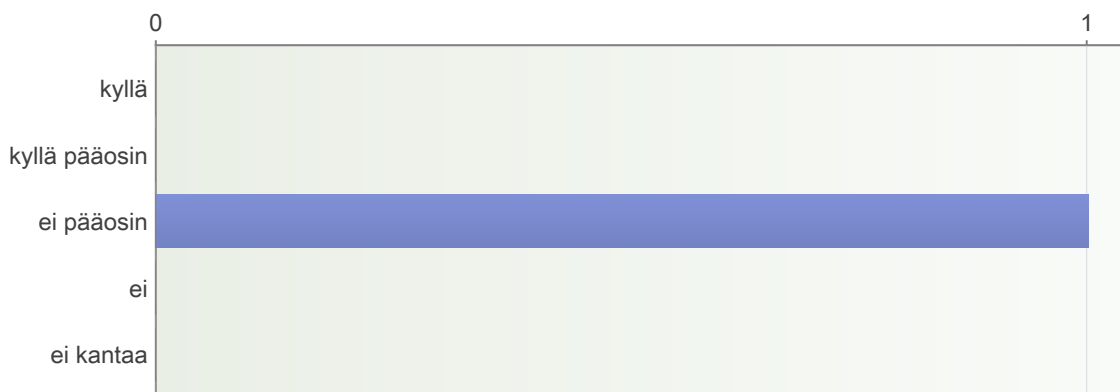 0 1
kyllä
kyllä pääosin
ei pääosin
ei
ei kantaa